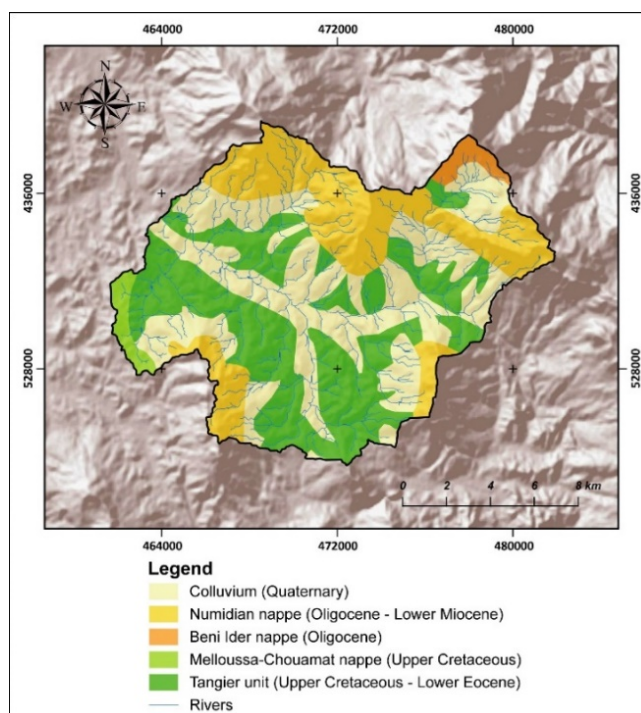 464000 472000 480000
N
W E
S
436000 436000
528000 528000
0 2 4 6 8 km
464000 472000 480000
Legend
Colluvium (Quaternary)
Numidian nappe (Oligocene - Lower Miocene)
Beni Ider nappe (Oligocene)
Melloussa-Chouamat nappe (Upper Cretaceous)
Tangier unit (Upper Cretaceous - Lower Eocene)
Rivers